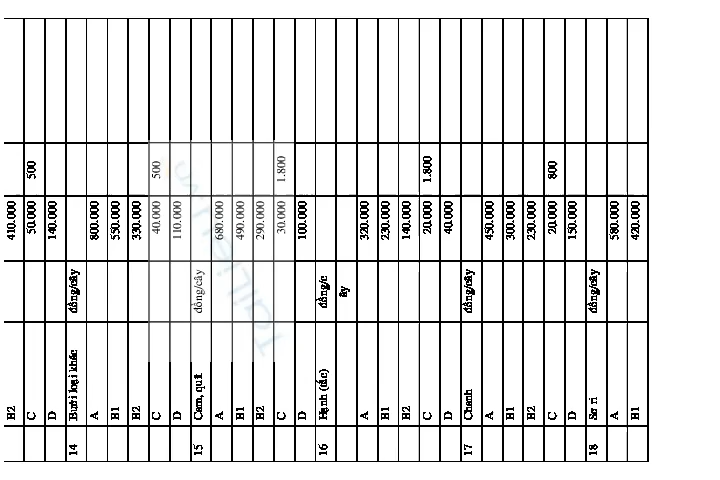 B2 410.000
C 50.000 500
D 140.000
14 Bưởi loại khác đồng/cây
A 800.000
B1 550.000
B2 330.000
C 40.000 500
D 110.000
15 Cam, quít đồng/cây
A 680.000
B1 490.000
B2 290.000
C 30.000 1.800
D 100.000
16 Hạnh (tắc) đồng/c
ây
A 320.000
B1 230.000
B2 140.000
C 20.000 1.800
D 40.000
17 Chanh đồng/cây
A 450.000
B1 300.000
B2 230.000
C 20.000 800
D 150.000
18 Sơ ri đồng/cây
A 580.000
B1 420.000
TaiLieu.vn